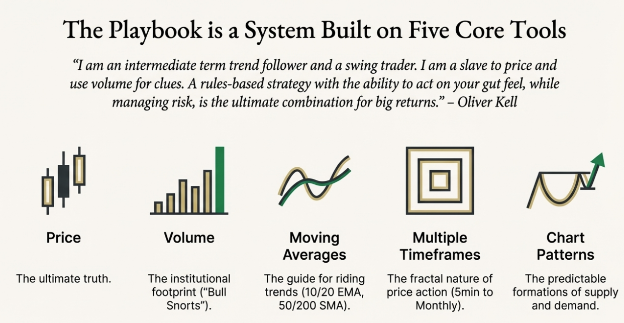 The Playbook is a System Built on Five Core Tools
“I am an intermediate term trend follower and a swing trader. I am a slave to price and
use volume for clues. A rules-based strategy with the ability to act on your gut feel, while
managing risk, is the ultimate combination for big returns.” – Oliver Kell
Price
The ultimate truth.
Volume
The institutional
footprint (“Bull
Snorts”).
Moving
Averages
The guide for riding
trends (10/20 EMA,
50/200 SMA).
Multiple
Timeframes
The fractal nature of
price action (5min to
Monthly).
Chart
Patterns
The predictable
formations of supply
and demand.